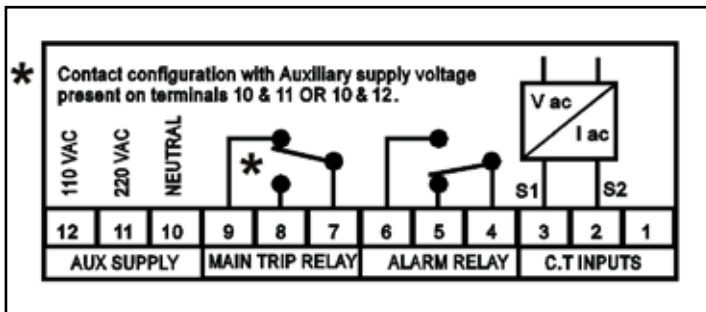 * Contact configuration with Auxiliary supply voltage
present on terminals 10 & 11 OR 10 & 12.
V ac
I ac
110 VAC
220 VAC
NEUTRAL
*
S1
S2
12 11 10 9 8 7 6 5 4 3 2 1
AUX SUPPLY MAIN TRIP RELAY ALARM RELAY C.T INPUTS